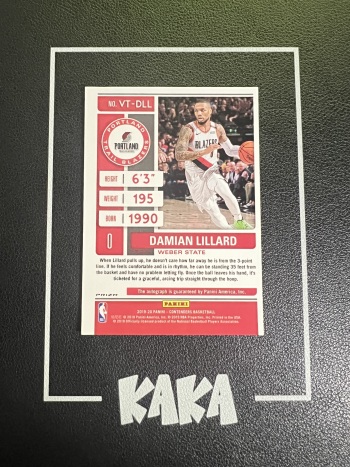 NO. VT-DLL
PORTLAND
TRAIL BLAZERS
PORTLAND
BLAZERS
HEIGHT 6'3"
WEIGHT 195
BORN 1990
0
DAMIAN LILLARD
WEBER STATE
When Lillard pulls up, he doesn't care how far away he is from the 3-point
line. If he feels comfortable and is in rhythm, he can be standing 35 feet from
the basket and have no problem letting fly. Once the ball leaves his hand, it's
ticketed for a graceful, arcing trip straight through the hoop.
The autograph is guaranteed by Panini America, Inc.
PANINI
2019-20 PANINI - CONTENDERS BASKETBALL
NBA
KAKA